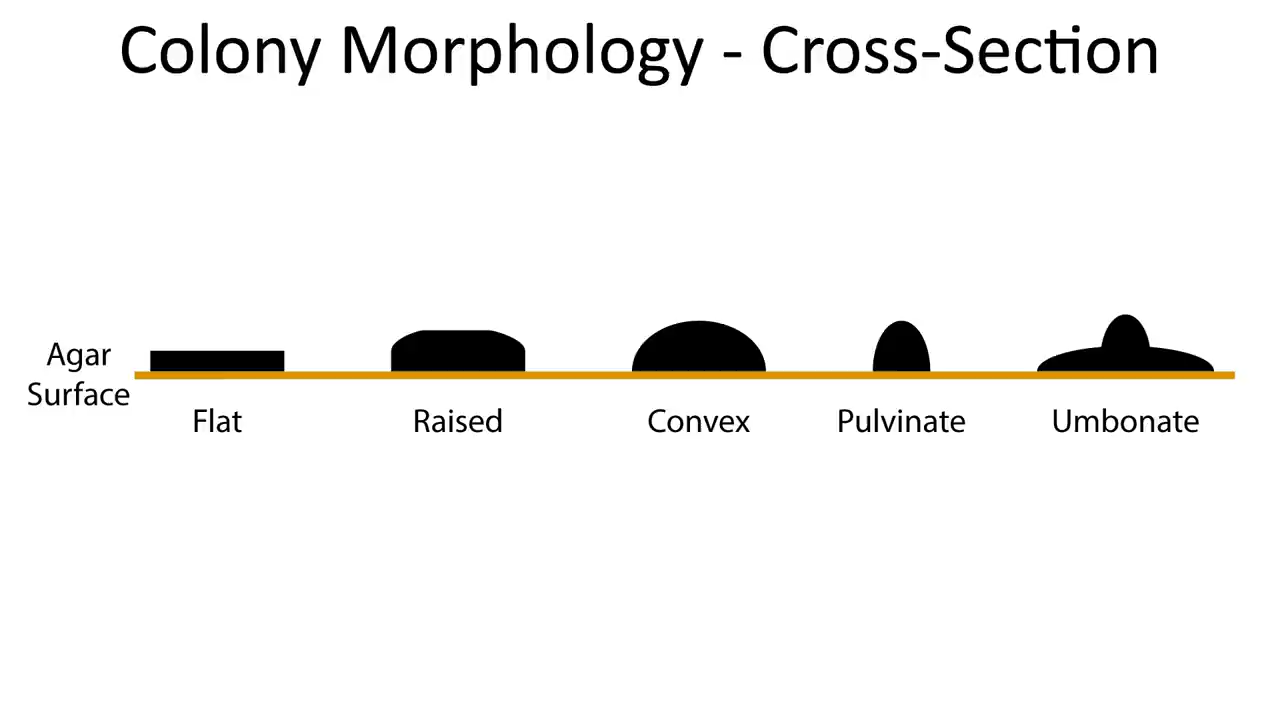 Colony Morphology - Cross-Section
Agar
Surface
Flat
Raised
Convex
Pulvinate
Umbonate